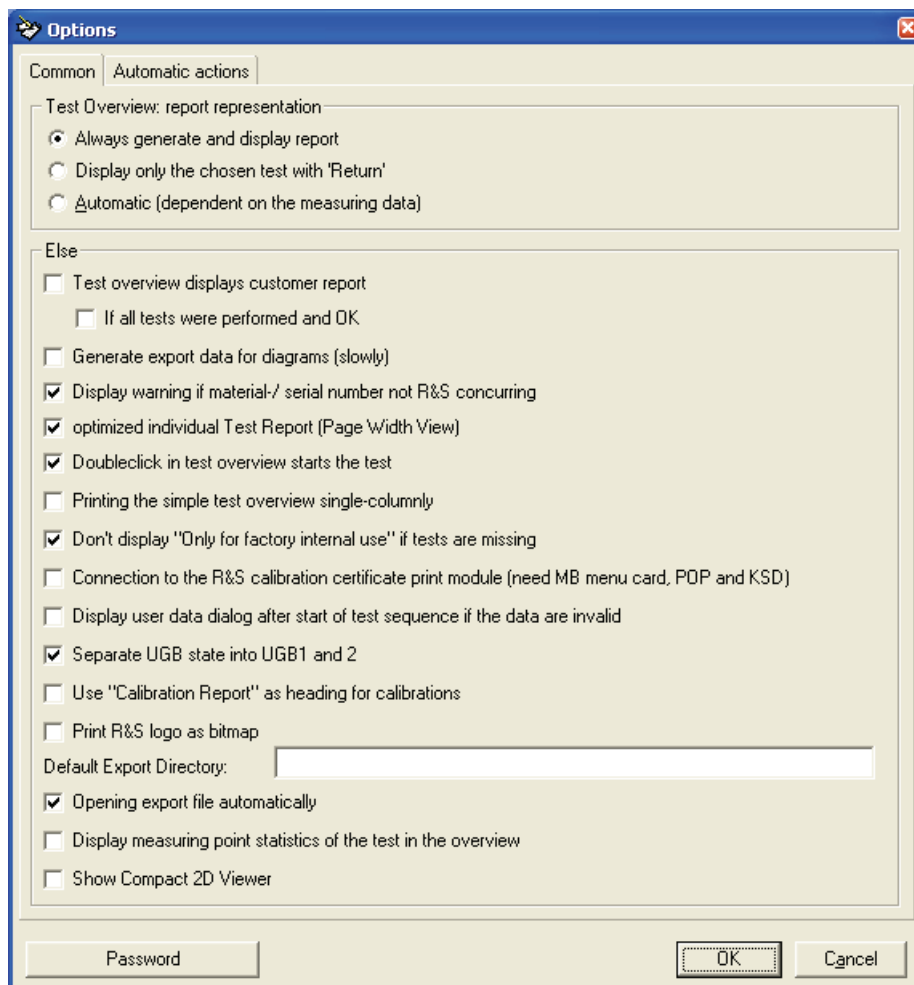 Options
Common Automatic actions
Test Overview: report representation
Always generate and display report
Display only the chosen test with 'Return'
Automatic (dependent on the measuring data)
Else
Test overview displays customer report
If all tests were performed and OK
Generate export data for diagrams (slowly)
Display warning if material-/ serial number not R&S concurring
optimized individual Test Report (Page Width View)
Doubleclick in test overview starts the test
Printing the simple test overview single-columnly
Don't display "Only for factory internal use" if tests are missing
Connection to the R&S calibration certificate print module (need MB menu card, POP and KSD)
Display user data dialog after start of test sequence if the data are invalid
Separate UGB state into UGB1 and 2
Use "Calibration Report" as heading for calibrations
Print R&S logo as bitmap
Default Export Directory:
Opening export file automatically
Display measuring point statistics of the test in the overview
Show Compact 2D Viewer
Password OK Cancel